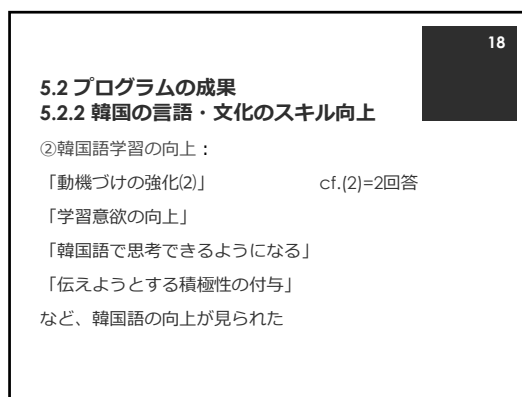 18
5.2 プログラムの成果
5.2.2 韓国の言語・文化のスキル向上
②韓国語学習の向上：
「動機づけの強化⑵」 cf.(2)=2回答
「学習意欲の向上」
「韓国語で思考できるようになる」
「伝えようとする積極性の付与」
など、韓国語の向上が見られた